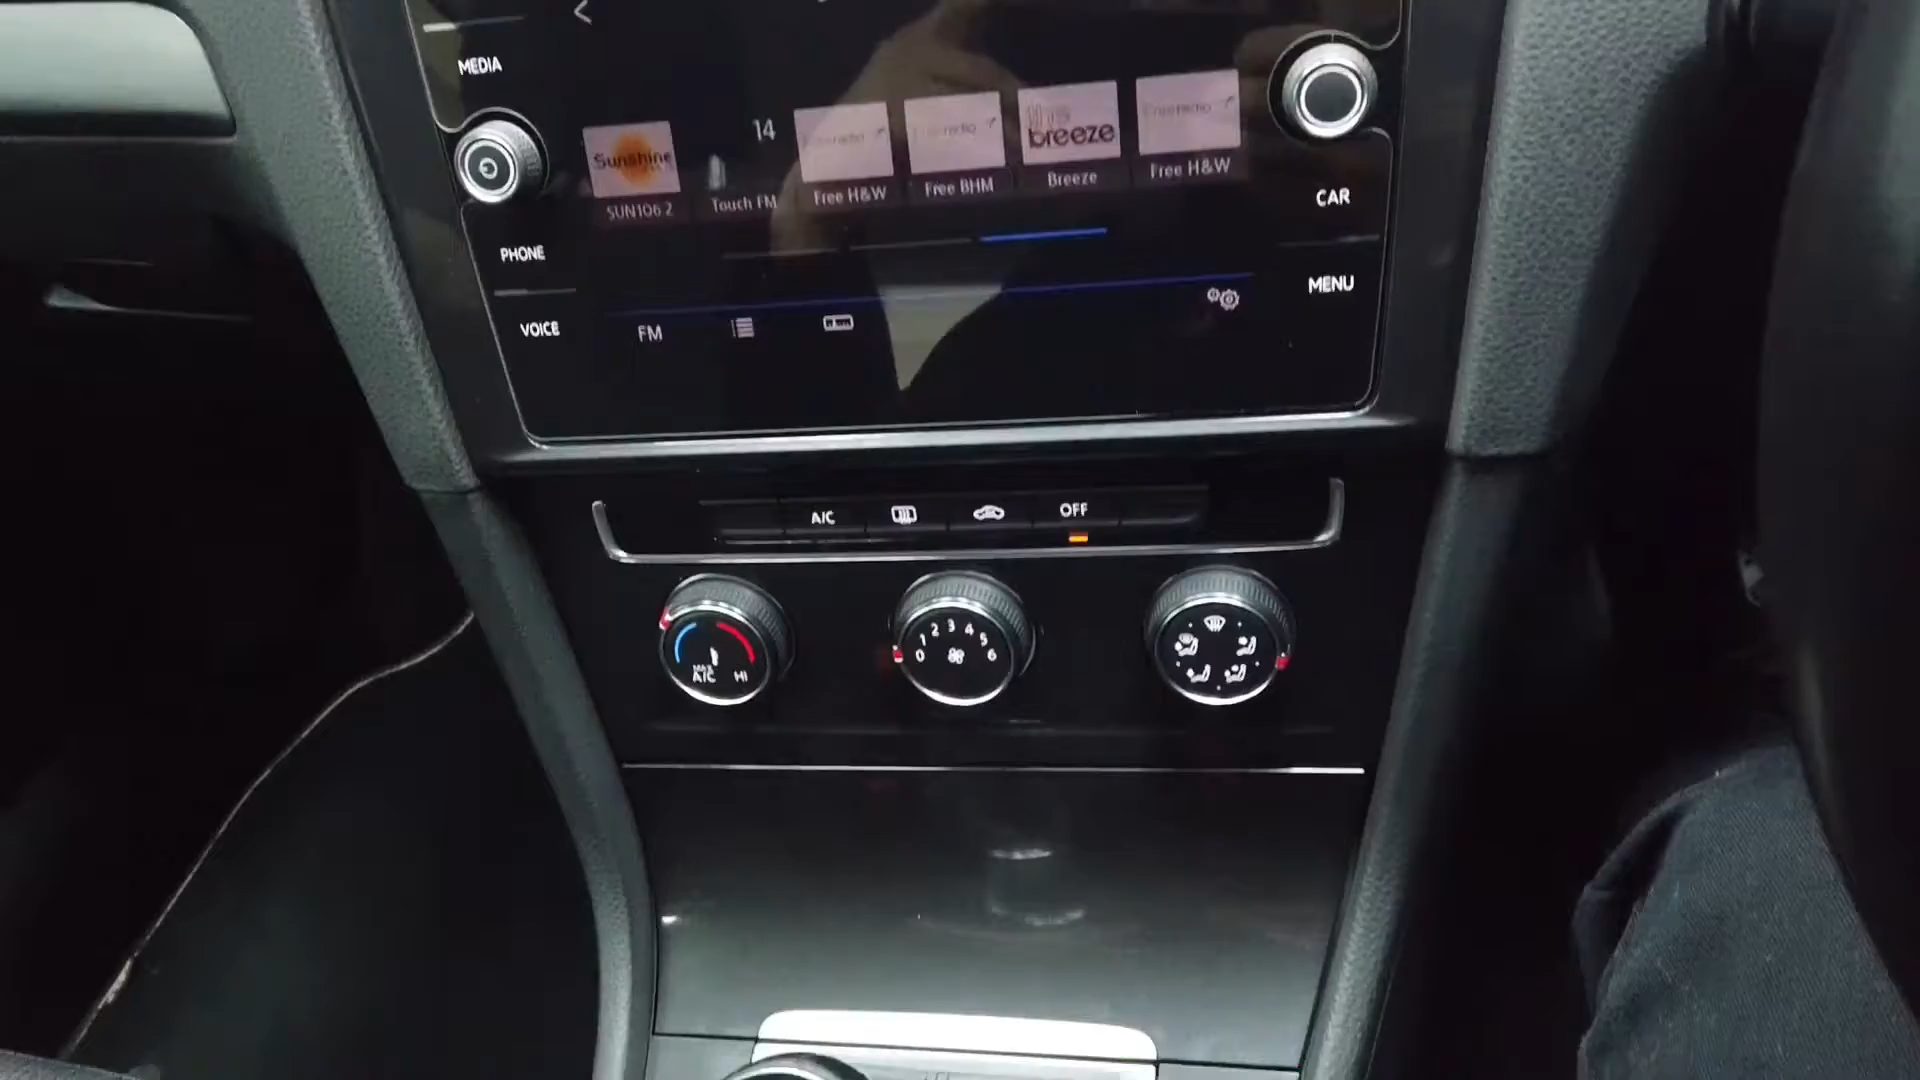 MEDIA
Sunshine
SUN106 2
14
Touch FM
Free H&W
Free BHM
breeze
Breeze
Free H&W
PHONE
VOICE
CAR
MENU
FM
A/C
OFF
MAX
A/C
HI
0 1 2 3 4 5 6